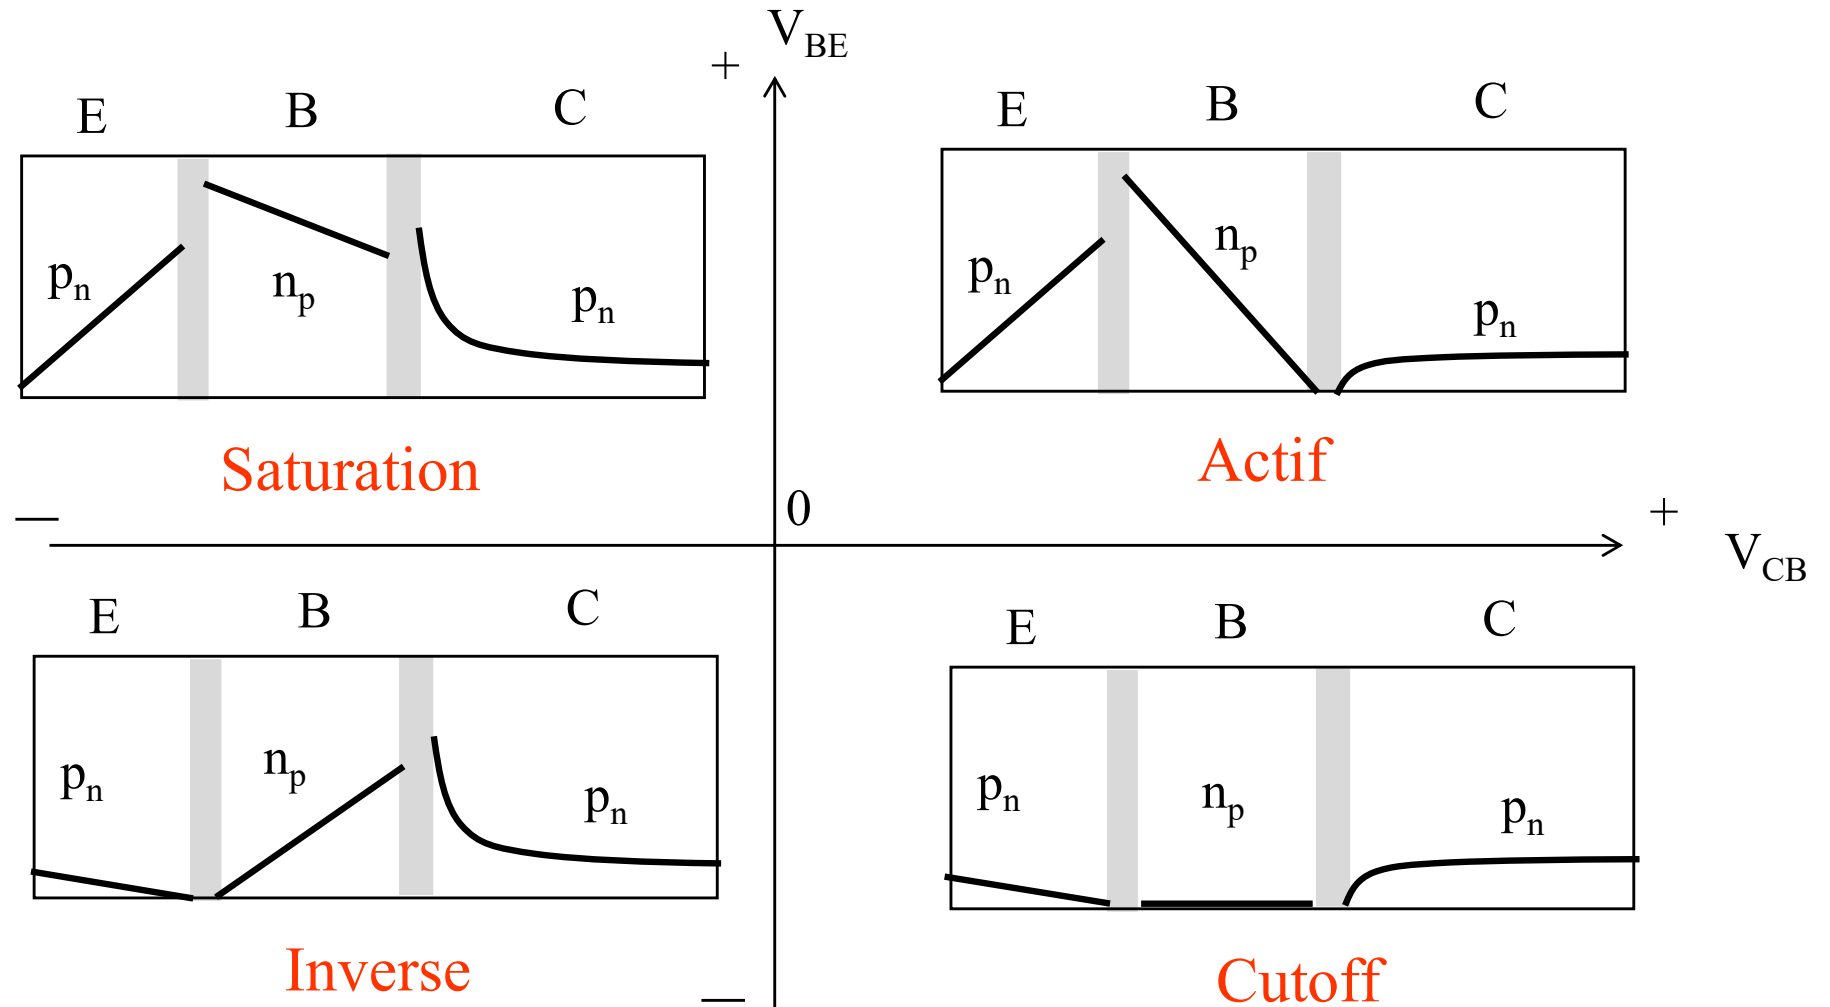 V_BE
+
E B C
p_n n_p p_n
Saturation
E B C
p_n n_p p_n
Actif
− 0 +
V_CB
E B C
p_n n_p p_n
Inverse
E B C
p_n n_p p_n
Cutoff
−